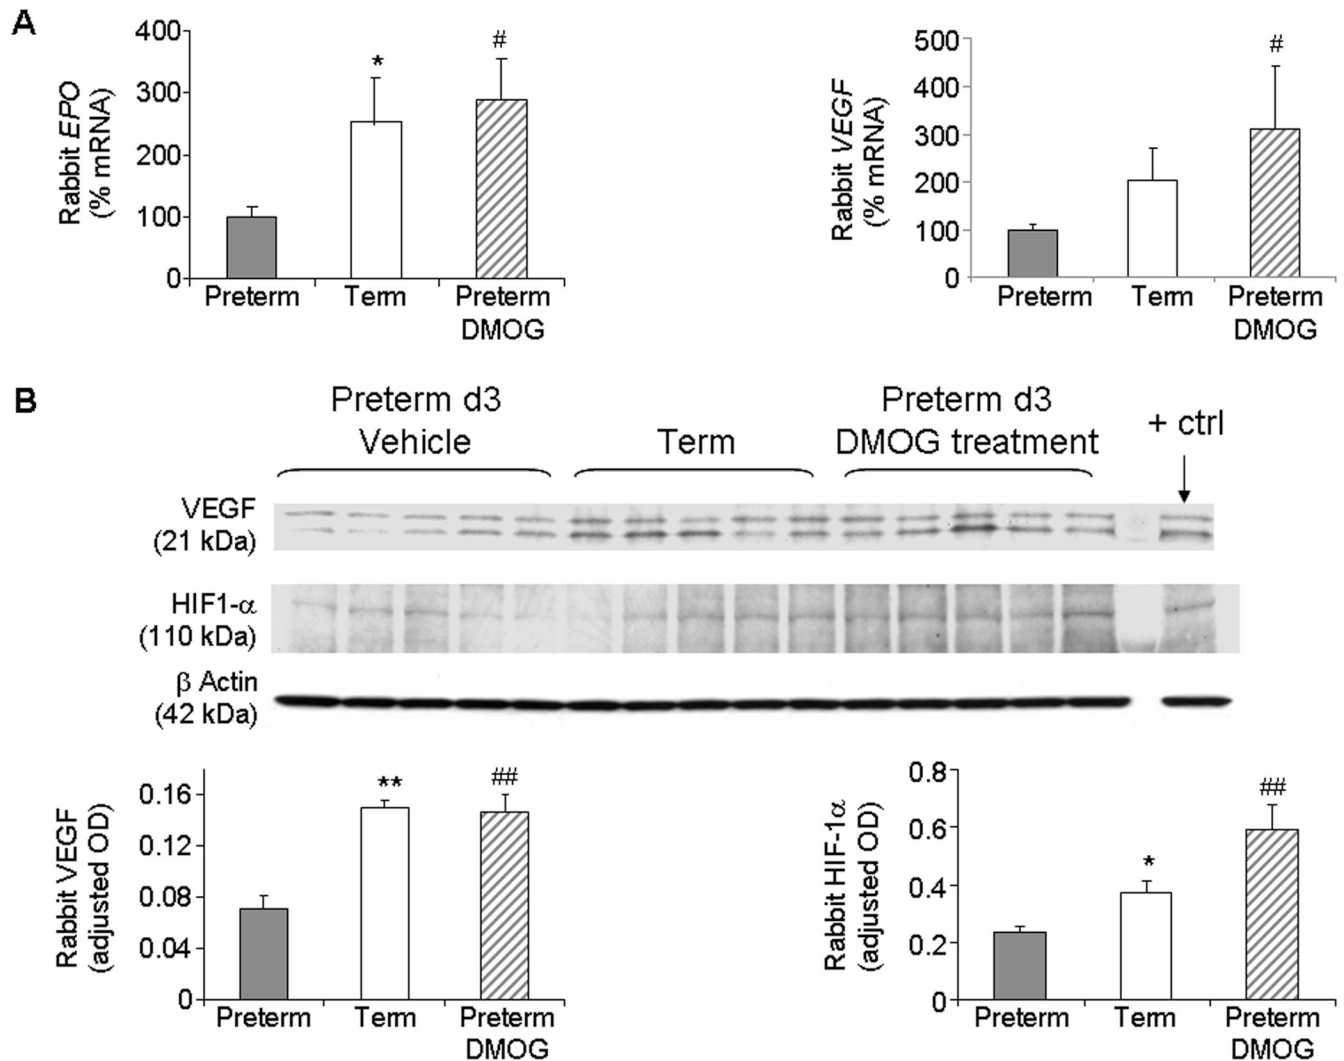 A
Rabbit EPO
(% mRNA)
400
300
200
100
0
*
#
Preterm
Term
Preterm
DMOG
Rabbit VEGF
(% mRNA)
500
400
300
200
100
0
#
Preterm
Term
Preterm
DMOG
B
Preterm d3
Vehicle
Term
Preterm d3
DMOG treatment
+ ctrl
VEGF
(21 kDa)
HIF1-α
(110 kDa)
β Actin
(42 kDa)
Rabbit VEGF
(adjusted OD)
0.16
0.12
0.08
0.04
0
**
##
Preterm
Term
Preterm
DMOG
Rabbit HIF-1α
(adjusted OD)
0.8
0.6
0.4
0.2
0
*
##
Preterm
Term
Preterm
DMOG